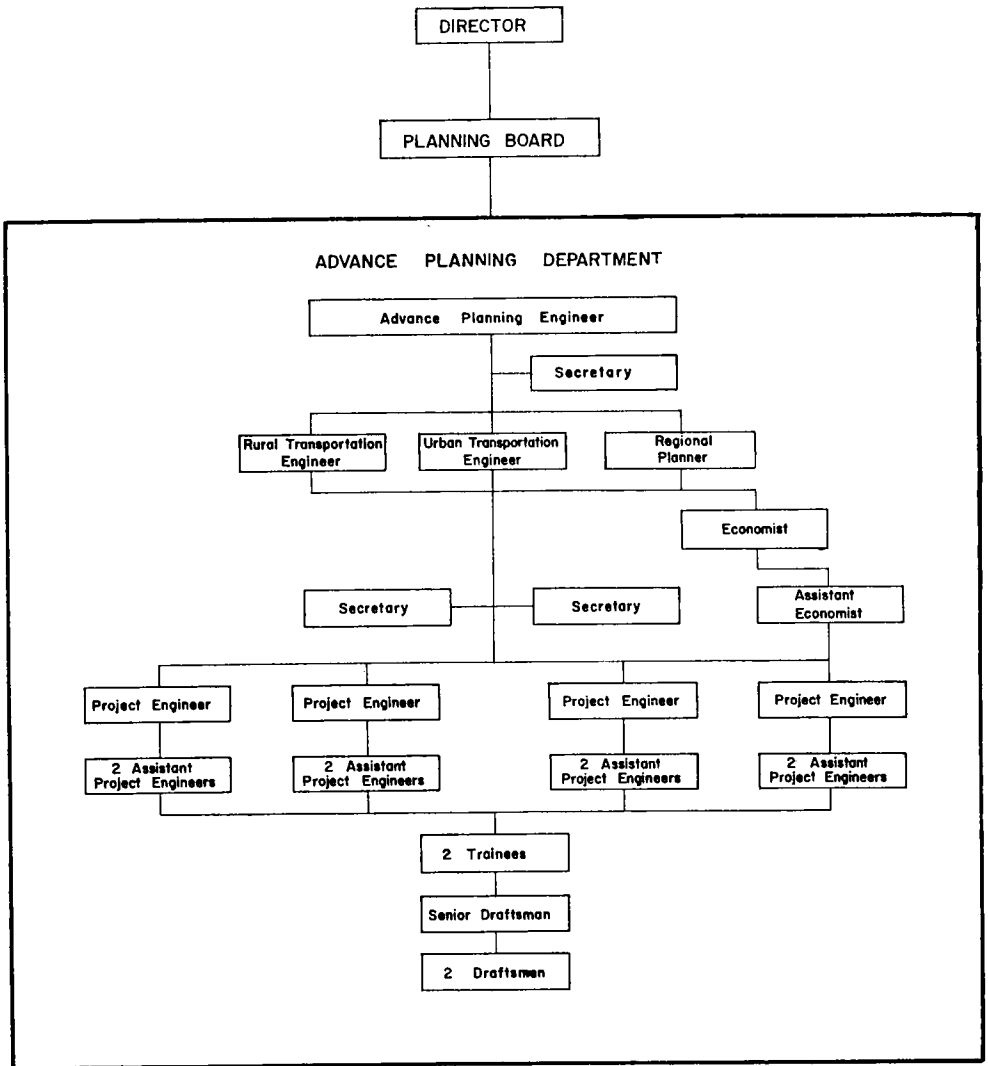 DIRECTOR
PLANNING BOARD
ADVANCE PLANNING DEPARTMENT
Advance Planning Engineer
Secretary
Rural Transportation
Engineer
Urban Transportation
Engineer
Regional
Planner
Economist
Assistant
Economist
Secretary
Secretary
Project Engineer
Project Engineer
Project Engineer
Project Engineer
2 Assistant
Project Engineers
2 Assistant
Project Engineers
2 Assistant
Project Engineers
2 Assistant
Project Engineers
2 Trainees
Senior Draftsman
2 Draftsmen